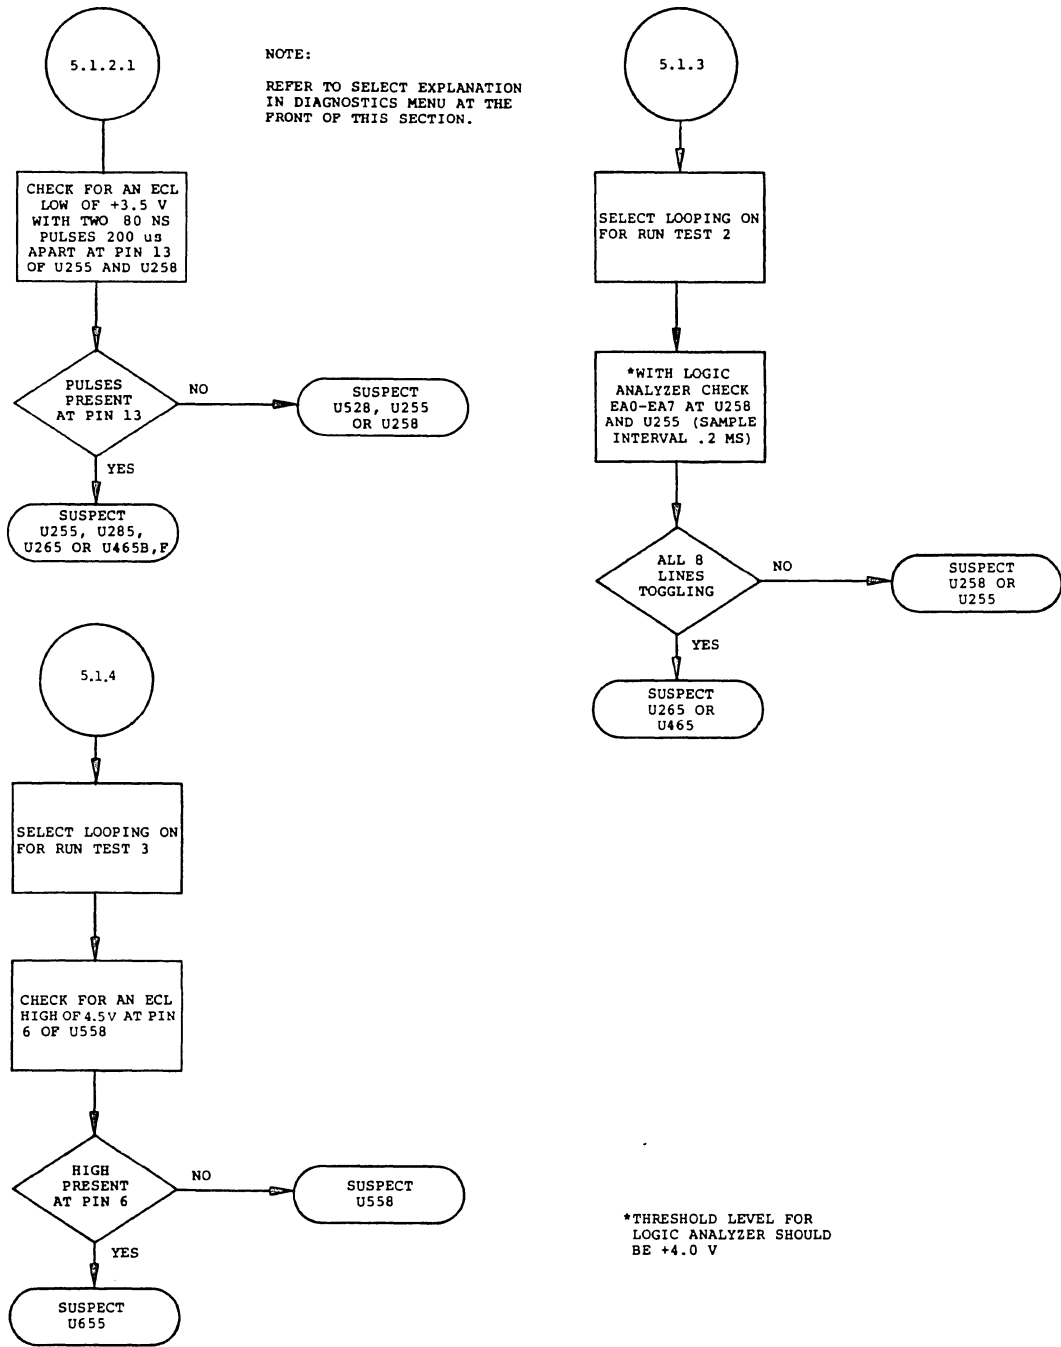 5.1.2.1
NOTE:
REFER TO SELECT EXPLANATION
IN DIAGNOSTICS MENU AT THE
FRONT OF THIS SECTION.
CHECK FOR AN ECL
LOW OF +3.5 V
WITH TWO 80 NS
PULSES 200 us
APART AT PIN 13
OF U255 AND U258
PULSES
PRESENT
AT PIN 13
NO
SUSPECT
U528, U255
OR U258
YES
SUSPECT
U255, U285,
U265 OR U465B,F
5.1.3
SELECT LOOPING ON
FOR RUN TEST 2
*WITH LOGIC
ANALYZER CHECK
EA0-EA7 AT U258
AND U255 (SAMPLE
INTERVAL .2 MS)
ALL 8
LINES
TOGGLING
NO
SUSPECT
U258 OR
U255
YES
SUSPECT
U265 OR
U465
5.1.4
SELECT LOOPING ON
FOR RUN TEST 3
CHECK FOR AN ECL
HIGH OF 4.5V AT PIN
6 OF U558
HIGH
PRESENT
AT PIN 6
NO
SUSPECT
U558
YES
SUSPECT
U655
*THRESHOLD LEVEL FOR
LOGIC ANALYZER SHOULD
BE +4.0 V